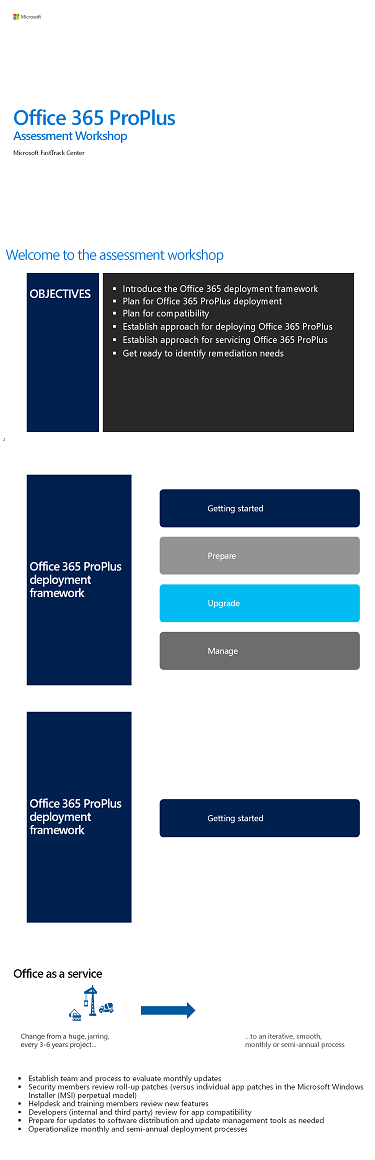 Microsoft
Office 365 ProPlus
Assessment Workshop
Microsoft FastTrack Center
Welcome to the assessment workshop
OBJECTIVES
▪ Introduce the Office 365 deployment framework
▪ Plan for Office 365 ProPlus deployment
▪ Plan for compatibility
▪ Establish approach for deploying Office 365 ProPlus
▪ Establish approach for servicing Office 365 ProPlus
▪ Get ready to identify remediation needs
2
Office 365 ProPlus
deployment
framework
Getting started
Prepare
Upgrade
Manage
Office 365 ProPlus
deployment
framework
Getting started
Office as a service
Change from a huge, jarring,
every 3-6 years project...
...to an iterative, smooth,
monthly or semi-annual process
▪ Establish team and process to evaluate monthly updates
▪ Security members review roll-up patches (versus individual app patches in the Microsoft Windows
Installer (MSI) perpetual model)
▪ Helpdesk and training members review new features
▪ Developers (internal and third party) review for app compatibility
▪ Prepare for updates to software distribution and update management tools as needed
▪ Operationalize monthly and semi-annual deployment processes